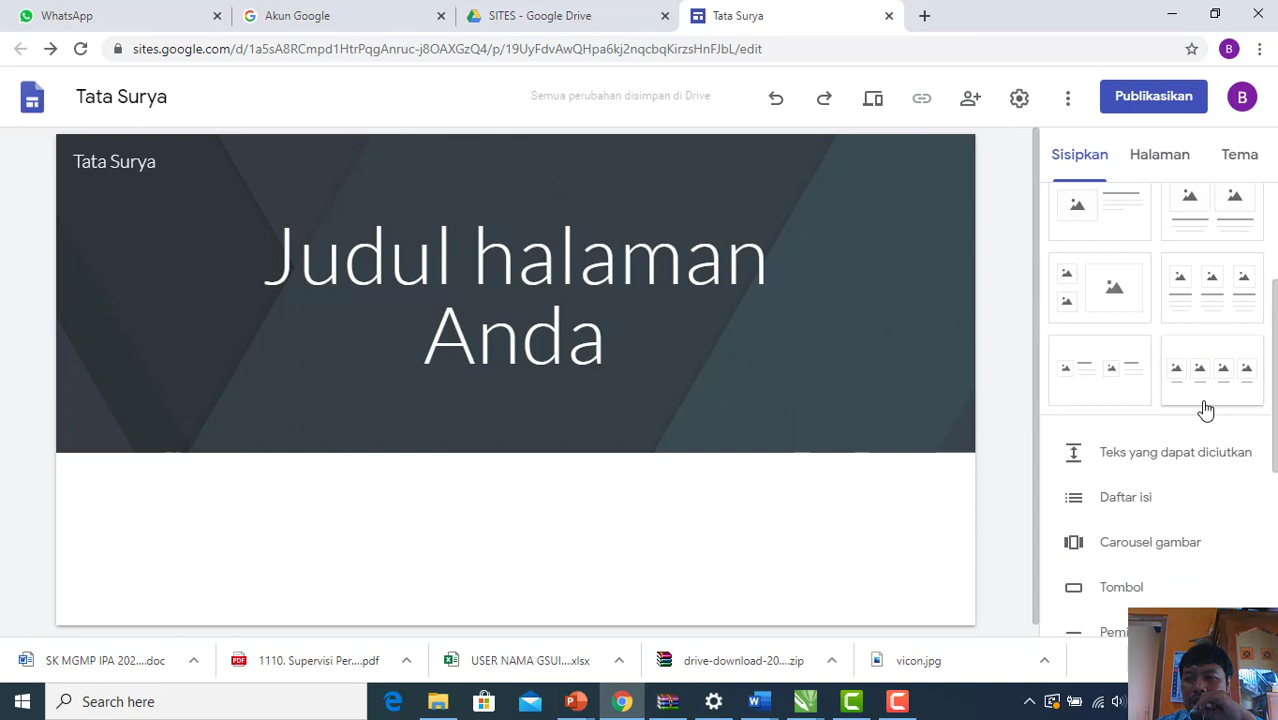 WhatsApp
Akun Google
SITES - Google Drive
Tata Surya
sites.google.com/d/1a5sA8RCmpd1HtrPqgAnruc-j8OAXGzQ4/p/19UyFdvAwQHpa6kj2nqcbqKirzsHnFJbL/edit
B
Tata Surya
Semua perubahan disimpan di Drive
Publikasikan
B
Sisipkan
Halaman
Tema
Tata Surya
Judul halaman
Anda
Teks yang dapat diciutkan
Daftar isi
Carousel gambar
Tombol
SK MGMP IPA 202....doc
1110. Supervisi Per....pdf
USER NAMA GSUI....xlsx
drive-download-20....zip
vicon.jpg
Search here